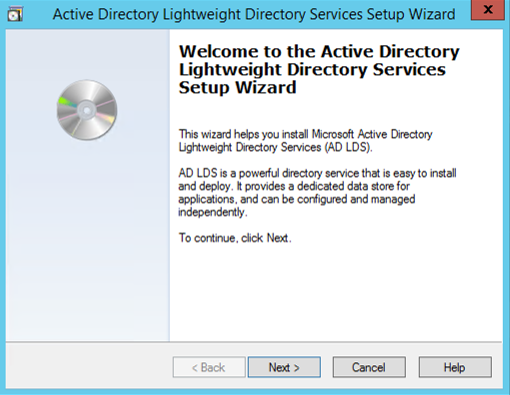 Active Directory Lightweight Directory Services Setup Wizard
x
Welcome to the Active Directory
Lightweight Directory Services
Setup Wizard
This wizard helps you install Microsoft Active Directory
Lightweight Directory Services (AD LDS).
AD LDS is a powerful directory service that is easy to install
and deploy. It provides a dedicated data store for
applications, and can be configured and managed
independently.
To continue, click Next.
< Back
Next >
Cancel
Help